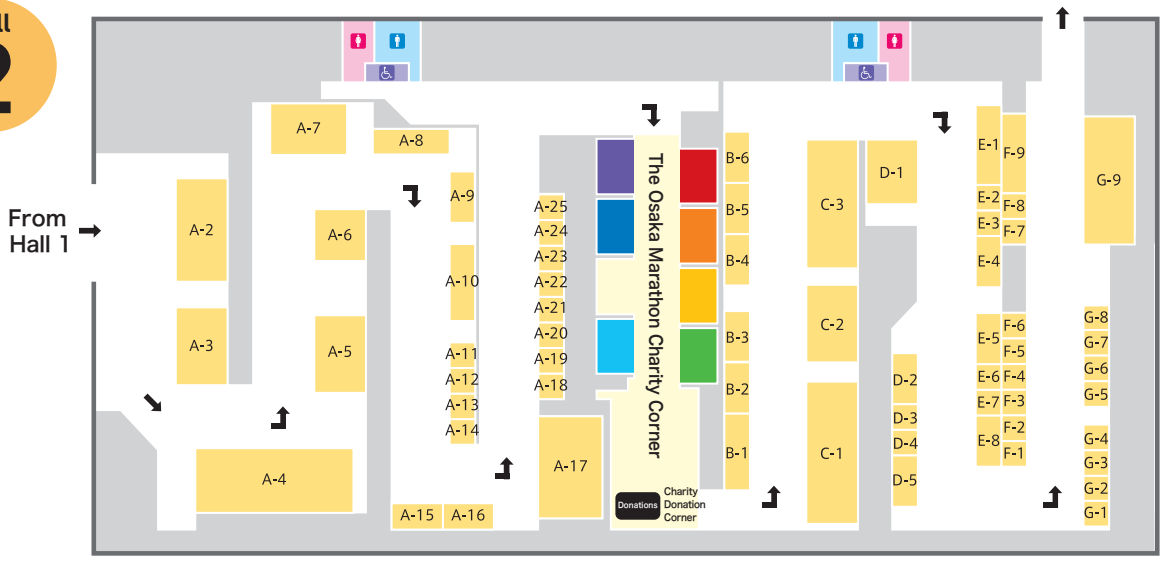 ll
2
From
Hall 1
A-2
A-3
A-4
A-5
A-6
A-7
A-8
A-9
A-10
A-11
A-12
A-13
A-14
A-15
A-16
A-17
A-18
A-19
A-20
A-21
A-22
A-23
A-24
A-25
The Osaka Marathon Charity Corner
Donations
Charity
Donation
Corner
B-6
B-5
B-4
B-3
B-2
B-1
C-3
C-2
C-1
D-1
D-2
D-3
D-4
D-5
E-1
E-2
E-3
E-4
E-5
E-6
E-7
E-8
F-9
F-8
F-7
F-6
F-5
F-4
F-3
F-2
F-1
G-9
G-8
G-7
G-6
G-5
G-4
G-3
G-2
G-1